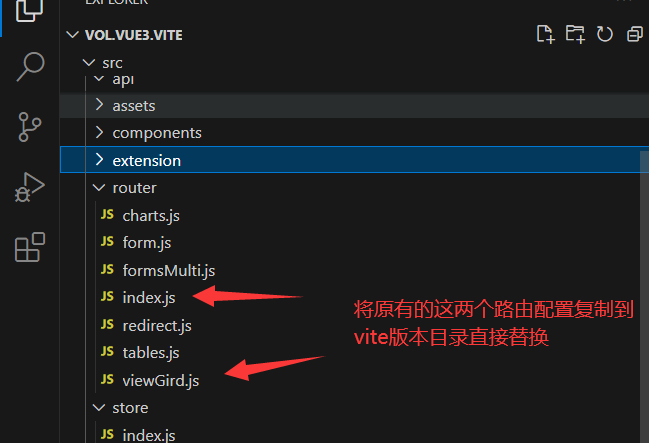 EXPLORER
VOL.VUE3.VITE
src
api
assets
components
extension
router
JS charts.js
JS form.js
JS formsMulti.js
JS index.js
将原有的这两个路由配置复制到
JS redirect.js
vite版本目录直接替换
JS tables.js
JS viewGird.js
store
JS index.js